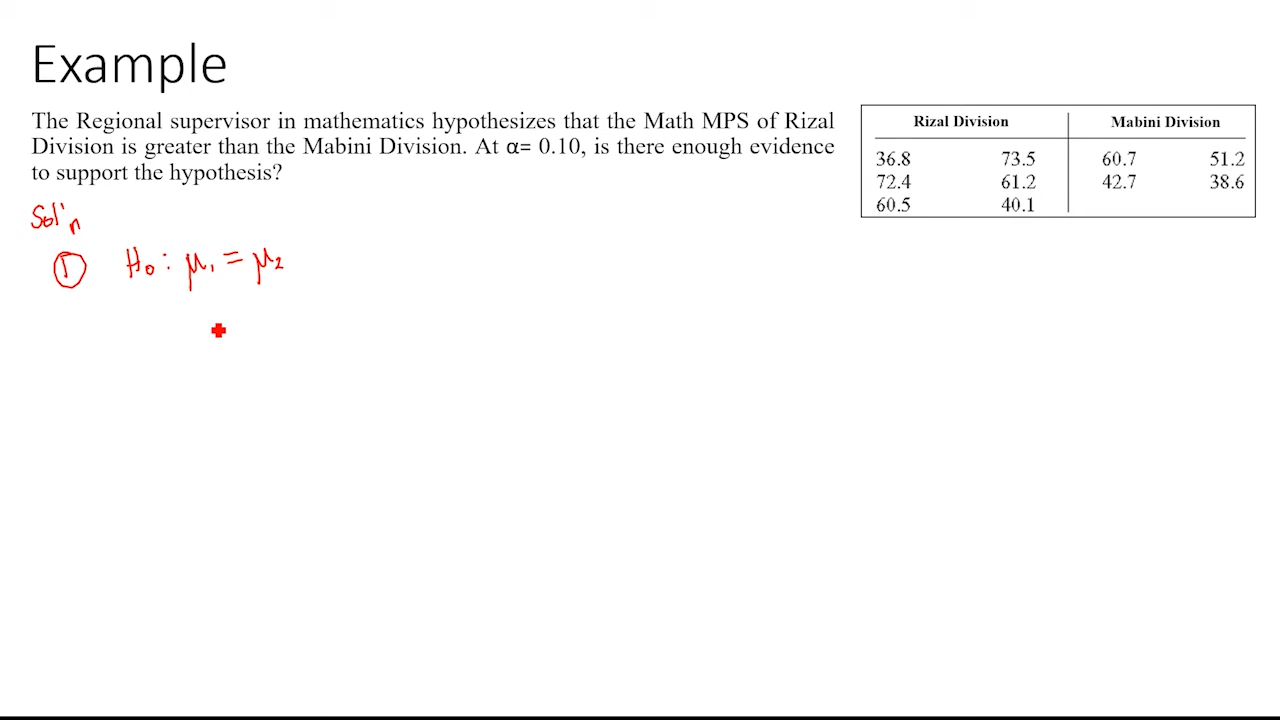 Example
The Regional supervisor in mathematics hypothesizes that the Math MPS of Rizal
Division is greater than the Mabini Division. At α= 0.10, is there enough evidence
to support the hypothesis?
Rizal Division Mabini Division
36.8 73.5 60.7 51.2
72.4 61.2 42.7 38.6
60.5 40.1
Sol'n
① H₀ : μ₁ = μ₂